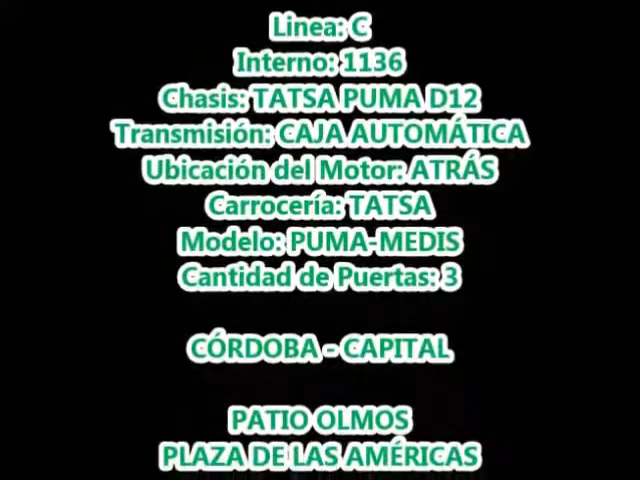 Linea: C
Interno: 1136
Chasis: TATSA PUMA D12
Transmisión: CAJA AUTOMÁTICA
Ubicación del Motor: ATRÁS
Carrocería: TATSA
Modelo: PUMA-MEDIS
Cantidad de Puertas: 3
CÓRDOBA - CAPITAL
PATIO OLMOS
PLAZA DE LAS AMÉRICAS